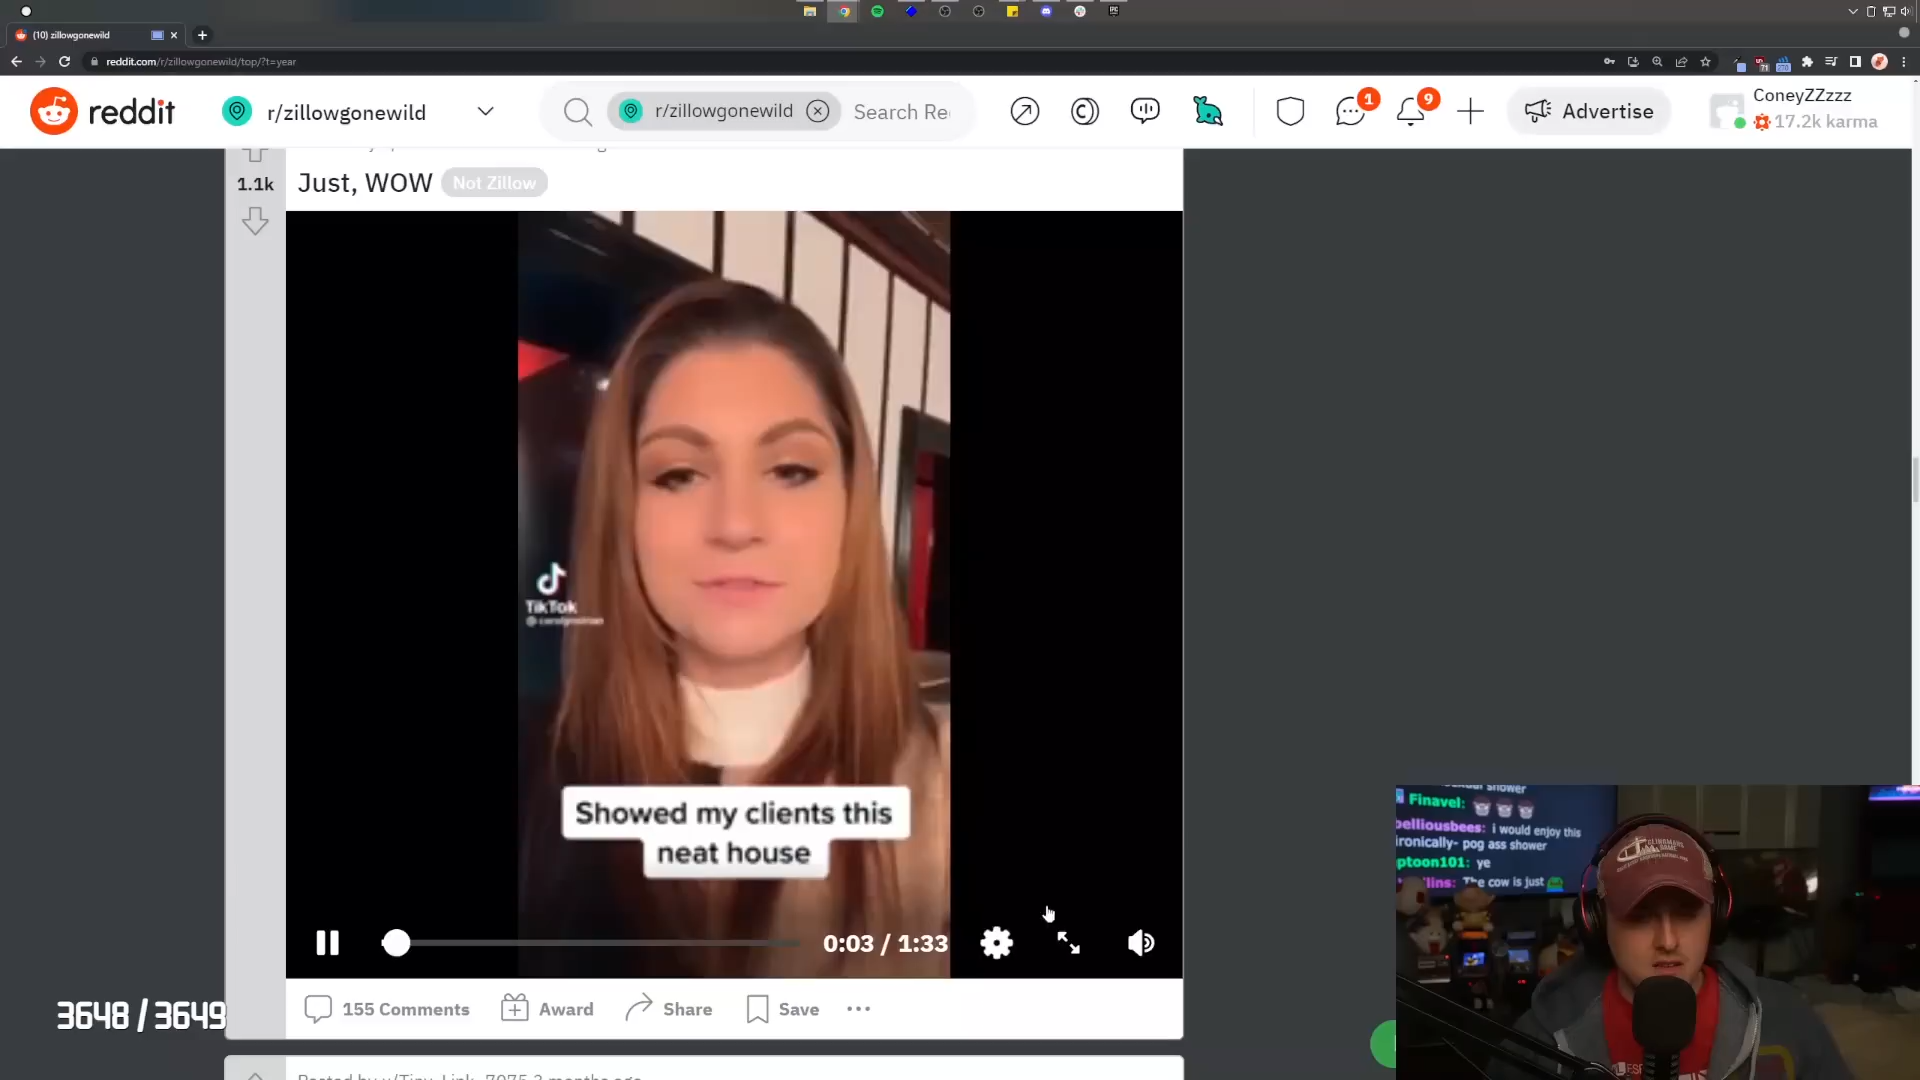 (10) zillowgonewild
reddit.com/r/zillowgonewild/top/?t=year
reddit
r/zillowgonewild
r/zillowgonewild
Search Re
1
9
Advertise
ConeyZZzzz
17.2k karma
1.1k
Just, WOW
Not Zillow
TikTok
Showed my clients this
neat house
0:03 / 1:33
155 Comments
Award
Share
Save
3648 / 3649
shower
Finavel:
belliousbees: i would enjoy this
ironically- pog ass shower
ptoon101: ye
lins: The cow is just